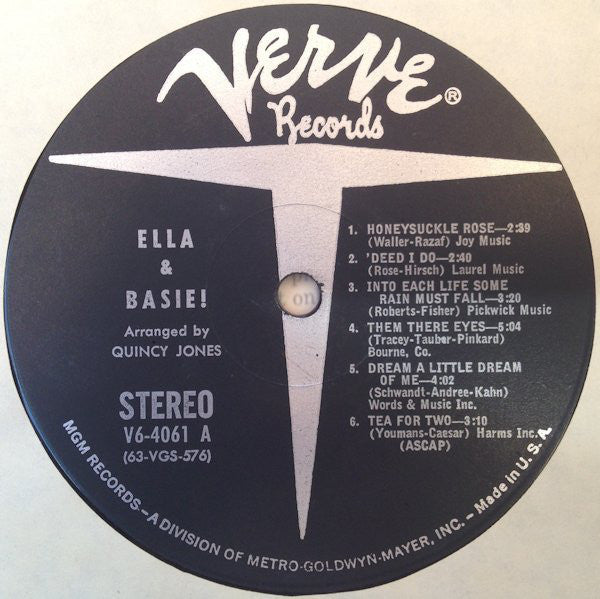 Verve ®
Records
ELLA
&
BASIE!
Arranged by
QUINCY JONES
STEREO
V6-4061 A
(63-VGS-576)
1. HONEYSUCKLE ROSE—2:39
(Waller-Razaf) Joy Music
2. 'DEED I DO—2:40
(Rose-Hirsch) Laurel Music
3. INTO EACH LIFE SOME
RAIN MUST FALL—3:20
(Roberts-Fisher) Pickwick Music
4. THEM THERE EYES—5:04
(Tracey-Tauber-Pinkard)
Bourne, Co.
5. DREAM A LITTLE DREAM
OF ME—4:02
(Schwandt-Andree-Kahn)
Words & Music Inc.
6. TEA FOR TWO—3:10
(Youmans-Caesar) Harms Inc.
(ASCAP)
MGM RECORDS—A DIVISION OF METRO-GOLDWYN-MAYER, INC. – Made in U. S. A.
on